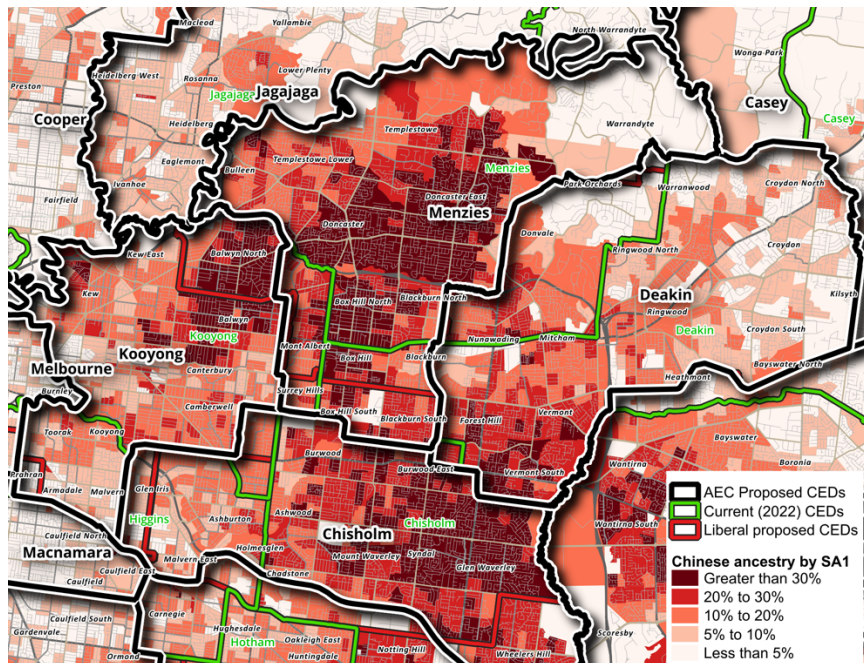 Macleod
Yallambie
North Warrandyte
Wonga Park
Preston
Heidelberg West
Rosanna
Lower Plenty
Jagajaga
Jagajaga
Casey
Casey
Cooper
Heidelberg
Templestowe
Warrandyte
Eaglemont
Templestowe Lower
Bulleen
Menzies
Ivanhoe
Park Orchards
Warranwood
Croydon North
Fairfield
Doncaster East
Menzies
Doncaster
Donvale
Kew East
Balwyn North
Ringwood North
Croydon
Kew
Box Hill North
Blackburn North
Deakin
Kilsyth
Balwyn
Ringwood
Kooyong
Deakin
Nunawading
Mitcham
Croydon South
Kooyong
Mont Albert
Box Hill
Blackburn
Melbourne
Canterbury
Heathmont
Bayswater North
Burnley
Surrey Hills
Camberwell
Box Hill South
Blackburn South
Forest Hill
Vermont
Toorak
Kooyong
Bayswater
Burwood
Burwood East
Boronia
Prahran
Glen Iris
Vermont South
Wantirna
Armadale
Malvern
Higgins
Ashburton
Ashwood
Chisholm
Chisholm
Wantirna South
Caulfield North
Holmesglen
Mount Waverley
Syndal
Macnamara
Malvern East
Glen Waverley
Caulfield East
Chadstone
Caulfield
Carnegie
Caulfield South
Hughesdale
Scoresby
Gardenvale
Hotham
Oakleigh East
Ormond
Huntingdale
Notting Hill
Wheelers Hill
AEC Proposed CEDs
Current (2022) CEDs
Liberal proposed CEDs
Chinese ancestry by SA1
Greater than 30%
20% to 30%
10% to 20%
5% to 10%
Less than 5%